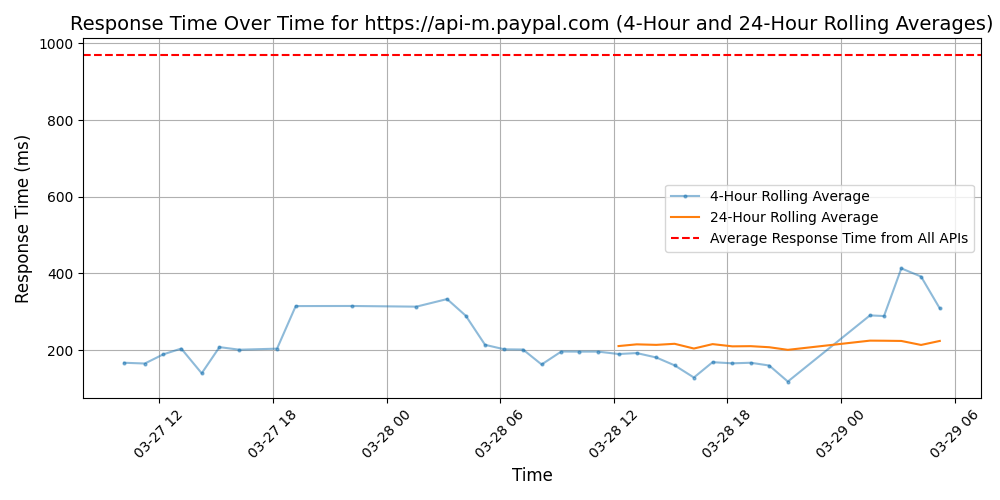 Response Time Over Time for https://api-m.paypal.com (4-Hour and 24-Hour Rolling Averages)
Response Time (ms)
1000
800
600
400
200
4-Hour Rolling Average
24-Hour Rolling Average
Average Response Time from All APIs
03-27 12
03-27 18
03-28 00
03-28 06
03-28 12
03-28 18
03-29 00
03-29 06
Time